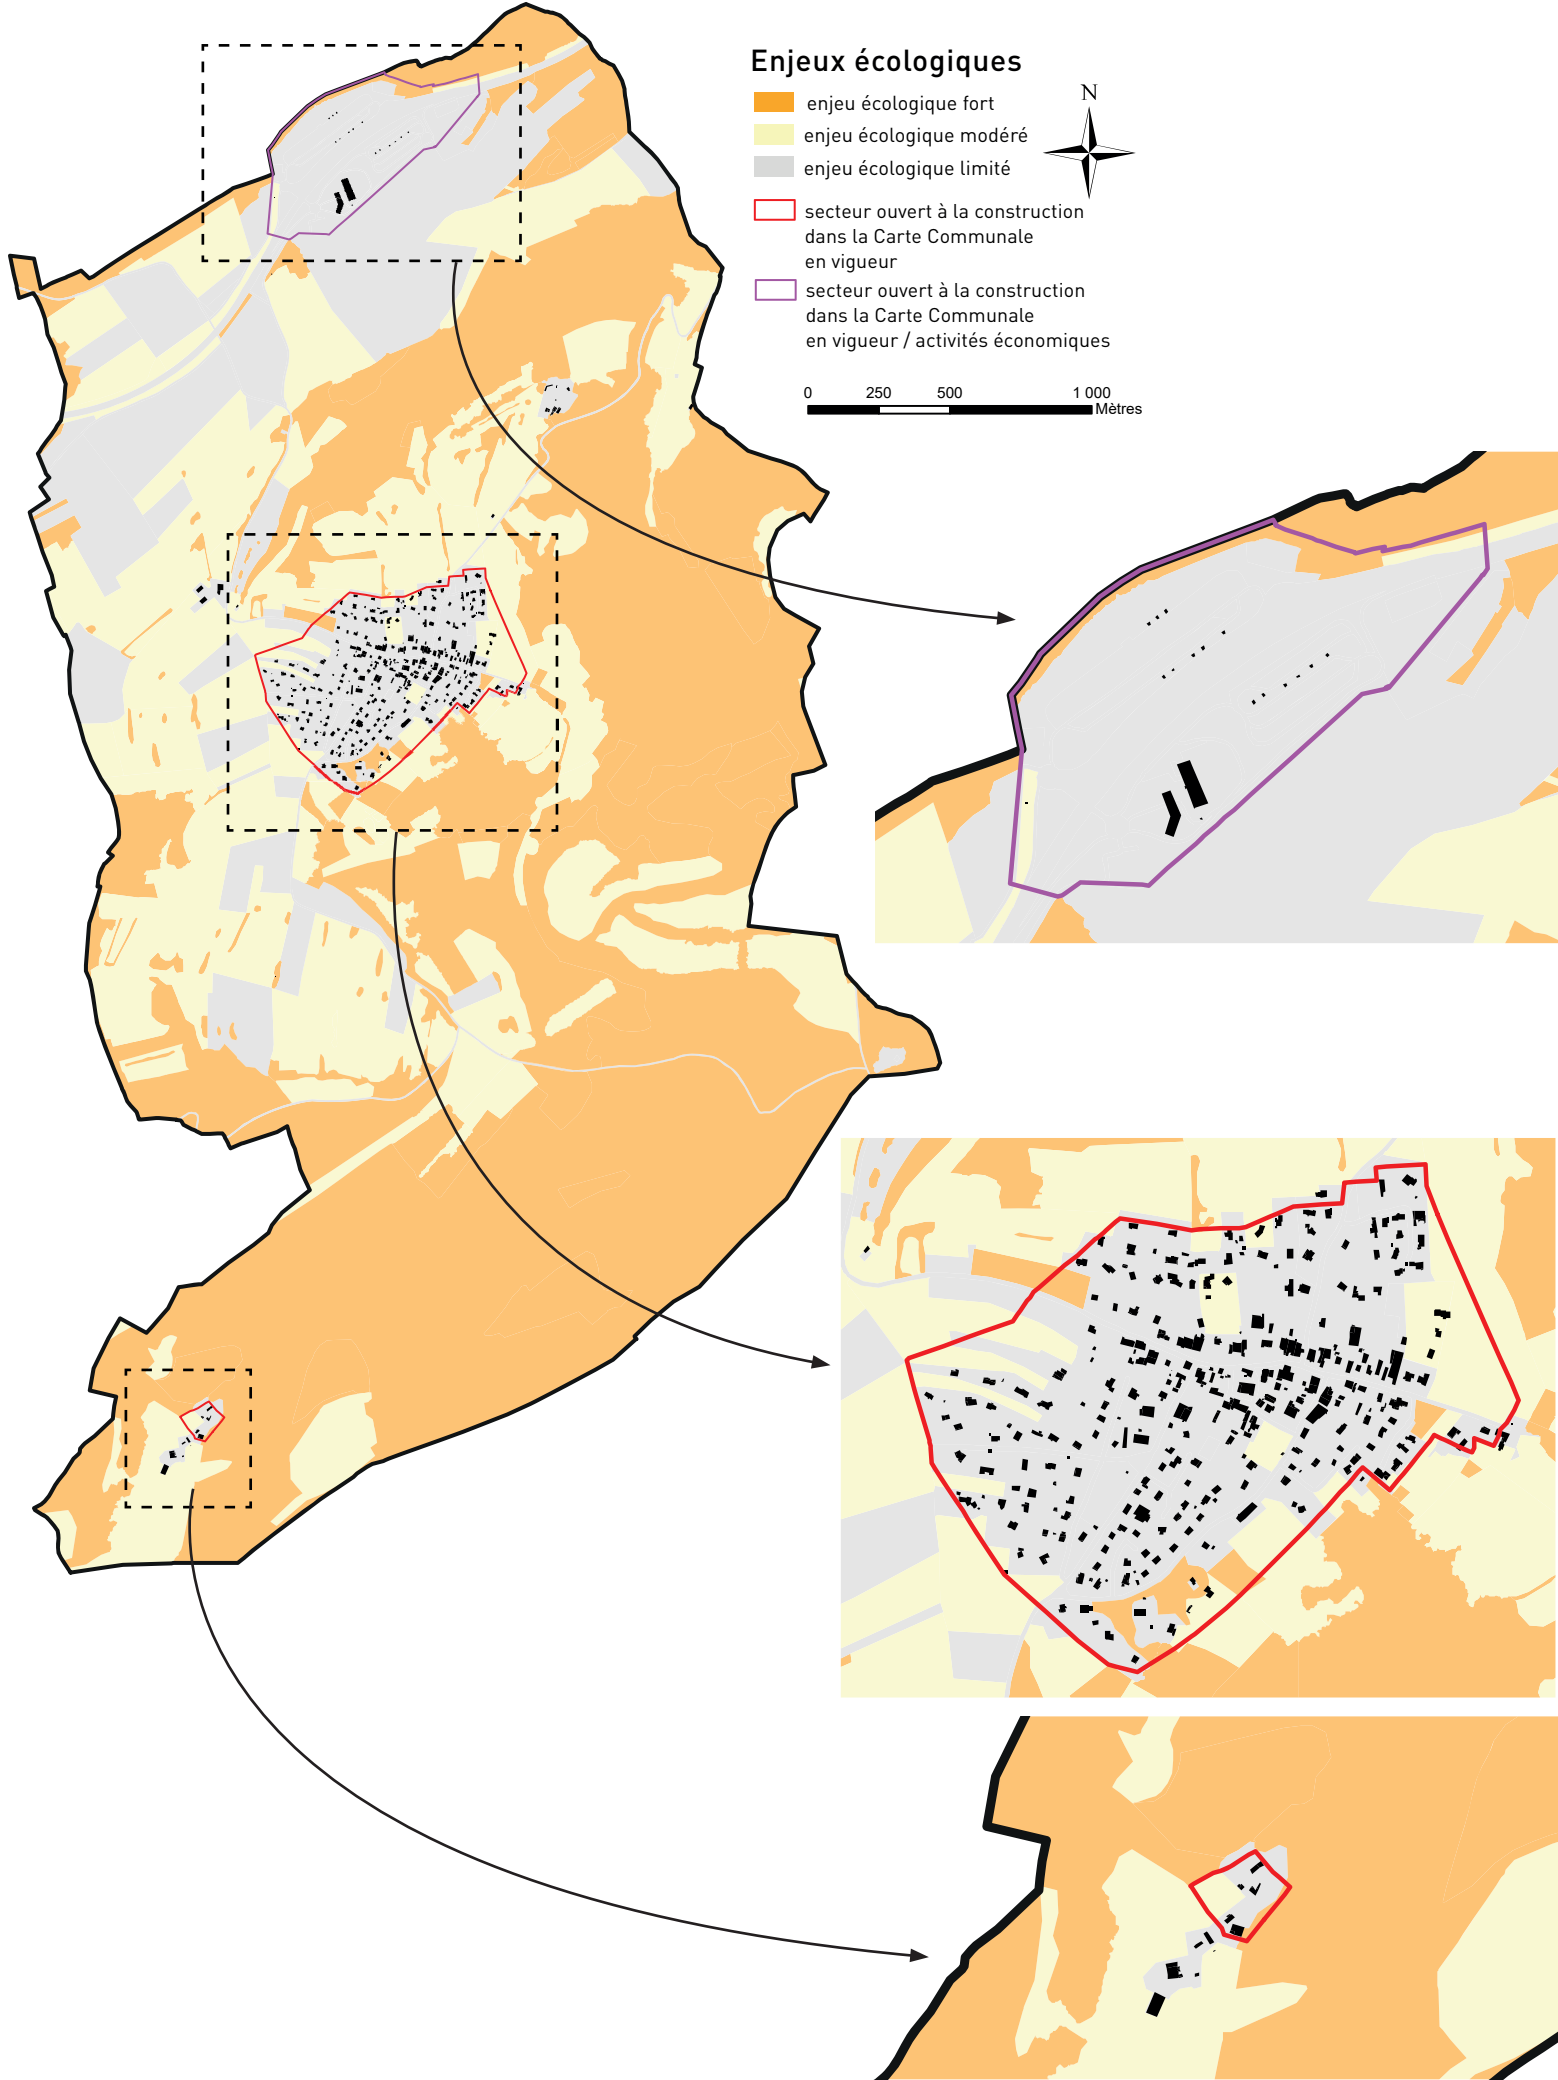 Enjeux écologiques
N
enjeu écologique fort
enjeu écologique modéré
enjeu écologique limité
secteur ouvert à la construction
dans la Carte Communale
en vigueur
secteur ouvert à la construction
dans la Carte Communale
en vigueur / activités économiques
0 250 500 1 000
Mètres